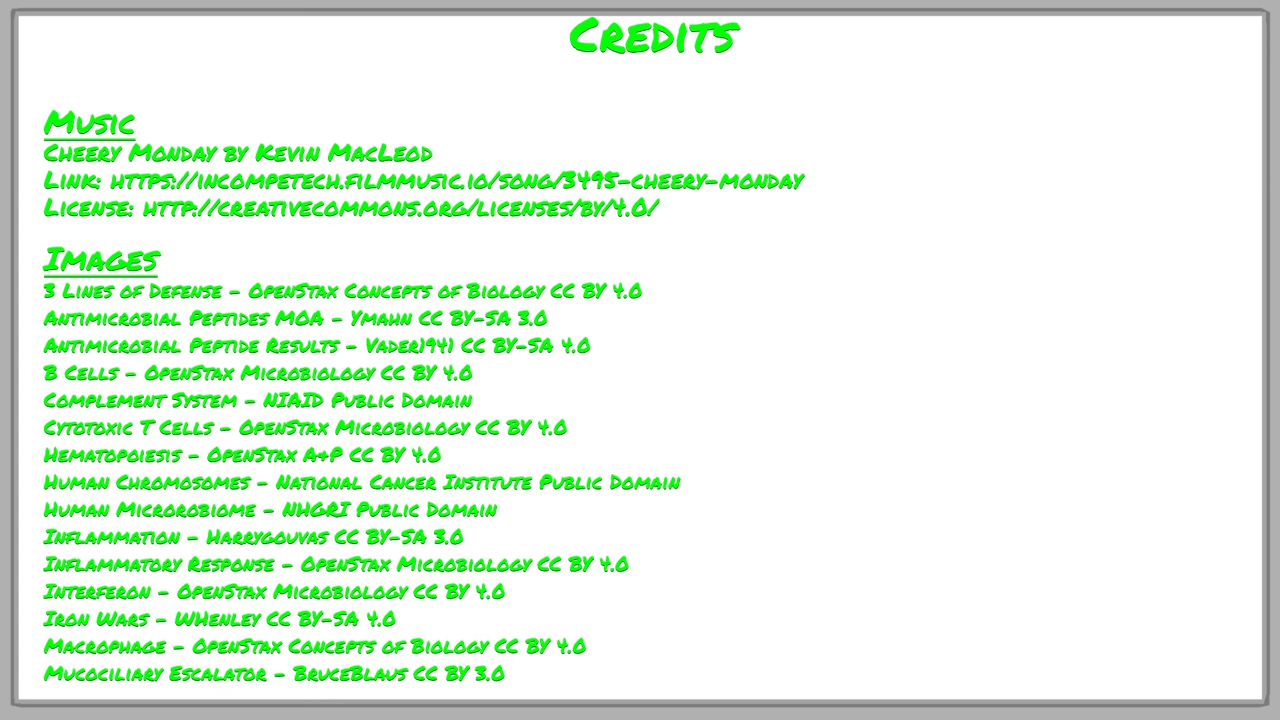 Credits
Music
Cheery Monday by Kevin MacLeod
Link: https://incompetech.filmmusic.io/song/3495-cheery-monday
License: http://creativecommons.org/licenses/by/4.0/
Images
3 Lines of Defense - OpenStax Concepts of Biology CC BY 4.0
Antimicrobial Peptides MOA - Ymahn CC BY-SA 3.0
Antimicrobial Peptide Results - Vader1941 CC BY-SA 4.0
B Cells - OpenStax Microbiology CC BY 4.0
Complement System - NIAID Public Domain
Cytotoxic T Cells - OpenStax Microbiology CC BY 4.0
Hematopoiesis - OpenStax A&P CC BY 4.0
Human Chromosomes - National Cancer Institute Public Domain
Human Microrobiome - NHGRI Public Domain
Inflammation - Harrygouvas CC BY-SA 3.0
Inflammatory Response - OpenStax Microbiology CC BY 4.0
Interferon - OpenStax Microbiology CC BY 4.0
Iron Wars - WHenley CC BY-SA 4.0
Macrophage - OpenStax Concepts of Biology CC BY 4.0
Mucociliary Escalator - BruceBlaus CC BY 3.0